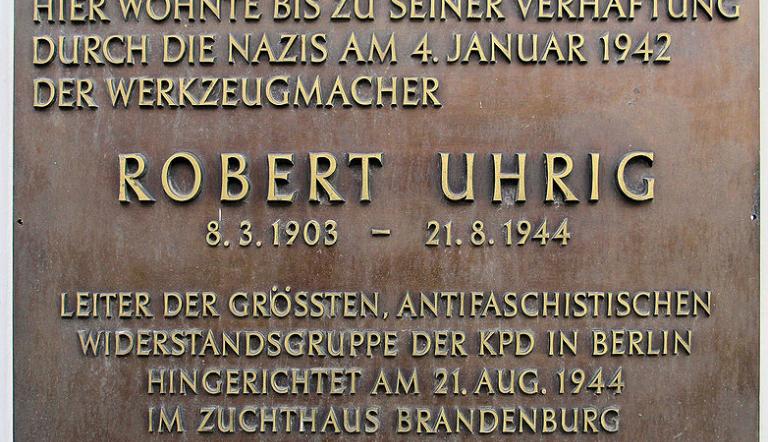 HIER WOHNTE BIS ZU SEINER VERHAFTUNG
DURCH DIE NAZIS AM 4. JANUAR 1942
DER WERKZEUGMACHER
ROBERT UHRIG
8.3.1903 – 21.8.1944
LEITER DER GRÖSSTEN, ANTIFASCHISTISCHEN
WIDERSTANDSGRUPPE DER KPD IN BERLIN
HINGERICHTET AM 21. AUG. 1944
IM ZUCHTHAUS BRANDENBURG